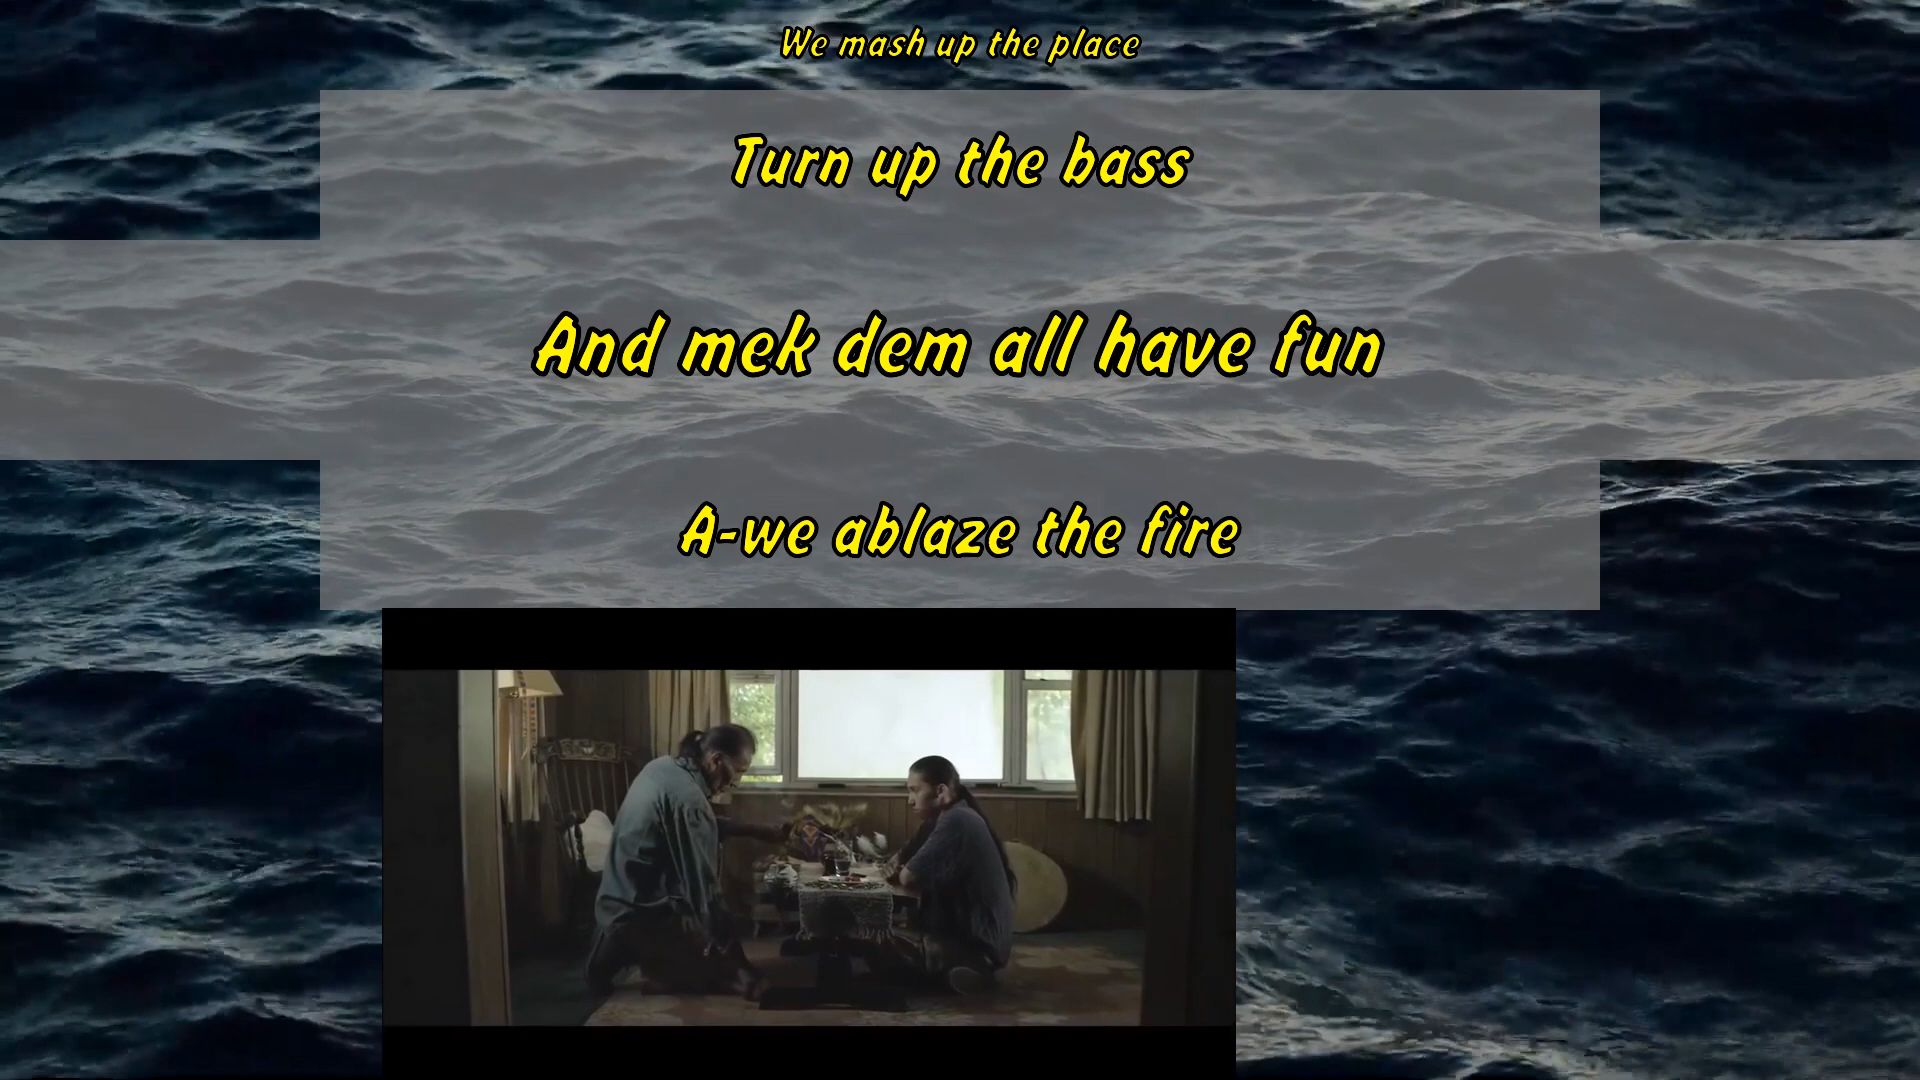 We mash up the place
Turn up the bass
And mek dem all have fun
A-we ablaze the fire